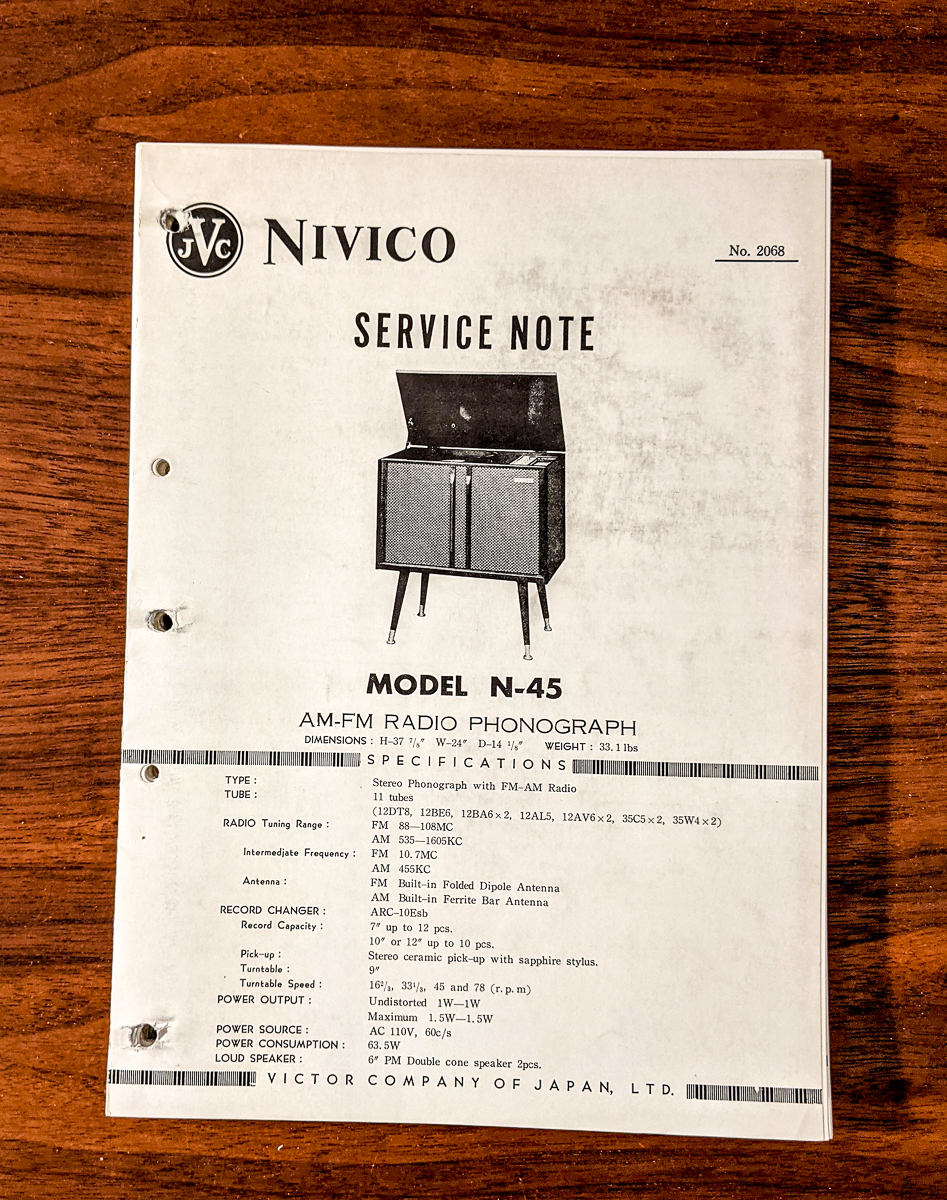 JVC NIVICO
No. 2068
SERVICE NOTE
MODEL N-45
AM-FM RADIO PHONOGRAPH
DIMENSIONS : H-37 7/8″ W-24″ D-14 1/8″ WEIGHT : 33.1 lbs
SPECIFICATIONS
TYPE : Stereo Phonograph with FM-AM Radio
TUBE : 11 tubes
(12DT8, 12BE6, 12BA6×2, 12AL5, 12AV6×2, 35C5×2, 35W4×2)
RADIO Tuning Range : FM 88—108MC
AM 535—1605KC
Intermedjate Frequency : FM 10.7MC
AM 455KC
Antenna : FM Built-in Folded Dipole Antenna
AM Built-in Ferrite Bar Antenna
RECORD CHANGER : ARC-10Esb
Record Capacity : 7″ up to 12 pcs.
10″ or 12″ up to 10 pcs.
Pick-up : Stereo ceramic pick-up with sapphire stylus.
Turntable : 9″
Turntable Speed : 16 2/3, 33 1/3, 45 and 78 (r.p.m)
POWER OUTPUT : Undistorted 1W—1W
Maximum 1.5W—1.5W
POWER SOURCE : AC 110V, 60c/s
POWER CONSUMPTION : 63.5W
LOUD SPEAKER : 6″ PM Double cone speaker 2pcs.
VICTOR COMPANY OF JAPAN, LTD.